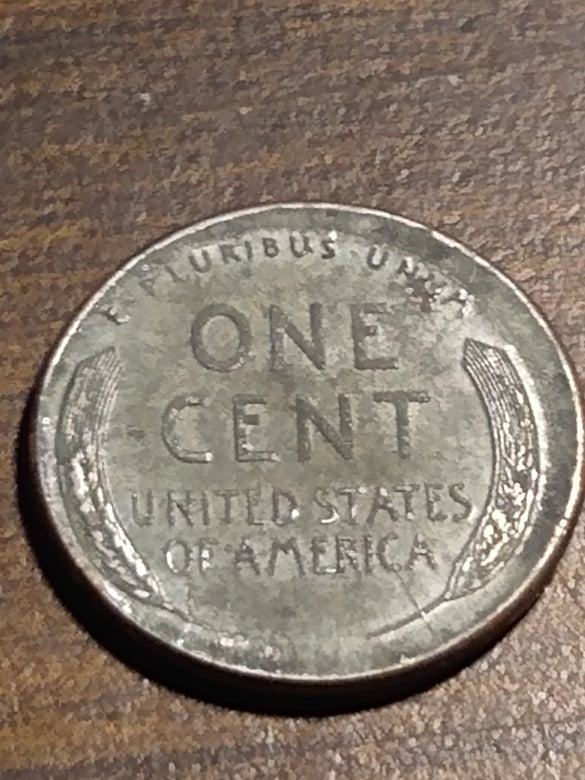 E·PLURIBUS·UNUM
ONE
CENT
UNITED STATES
OF AMERICA